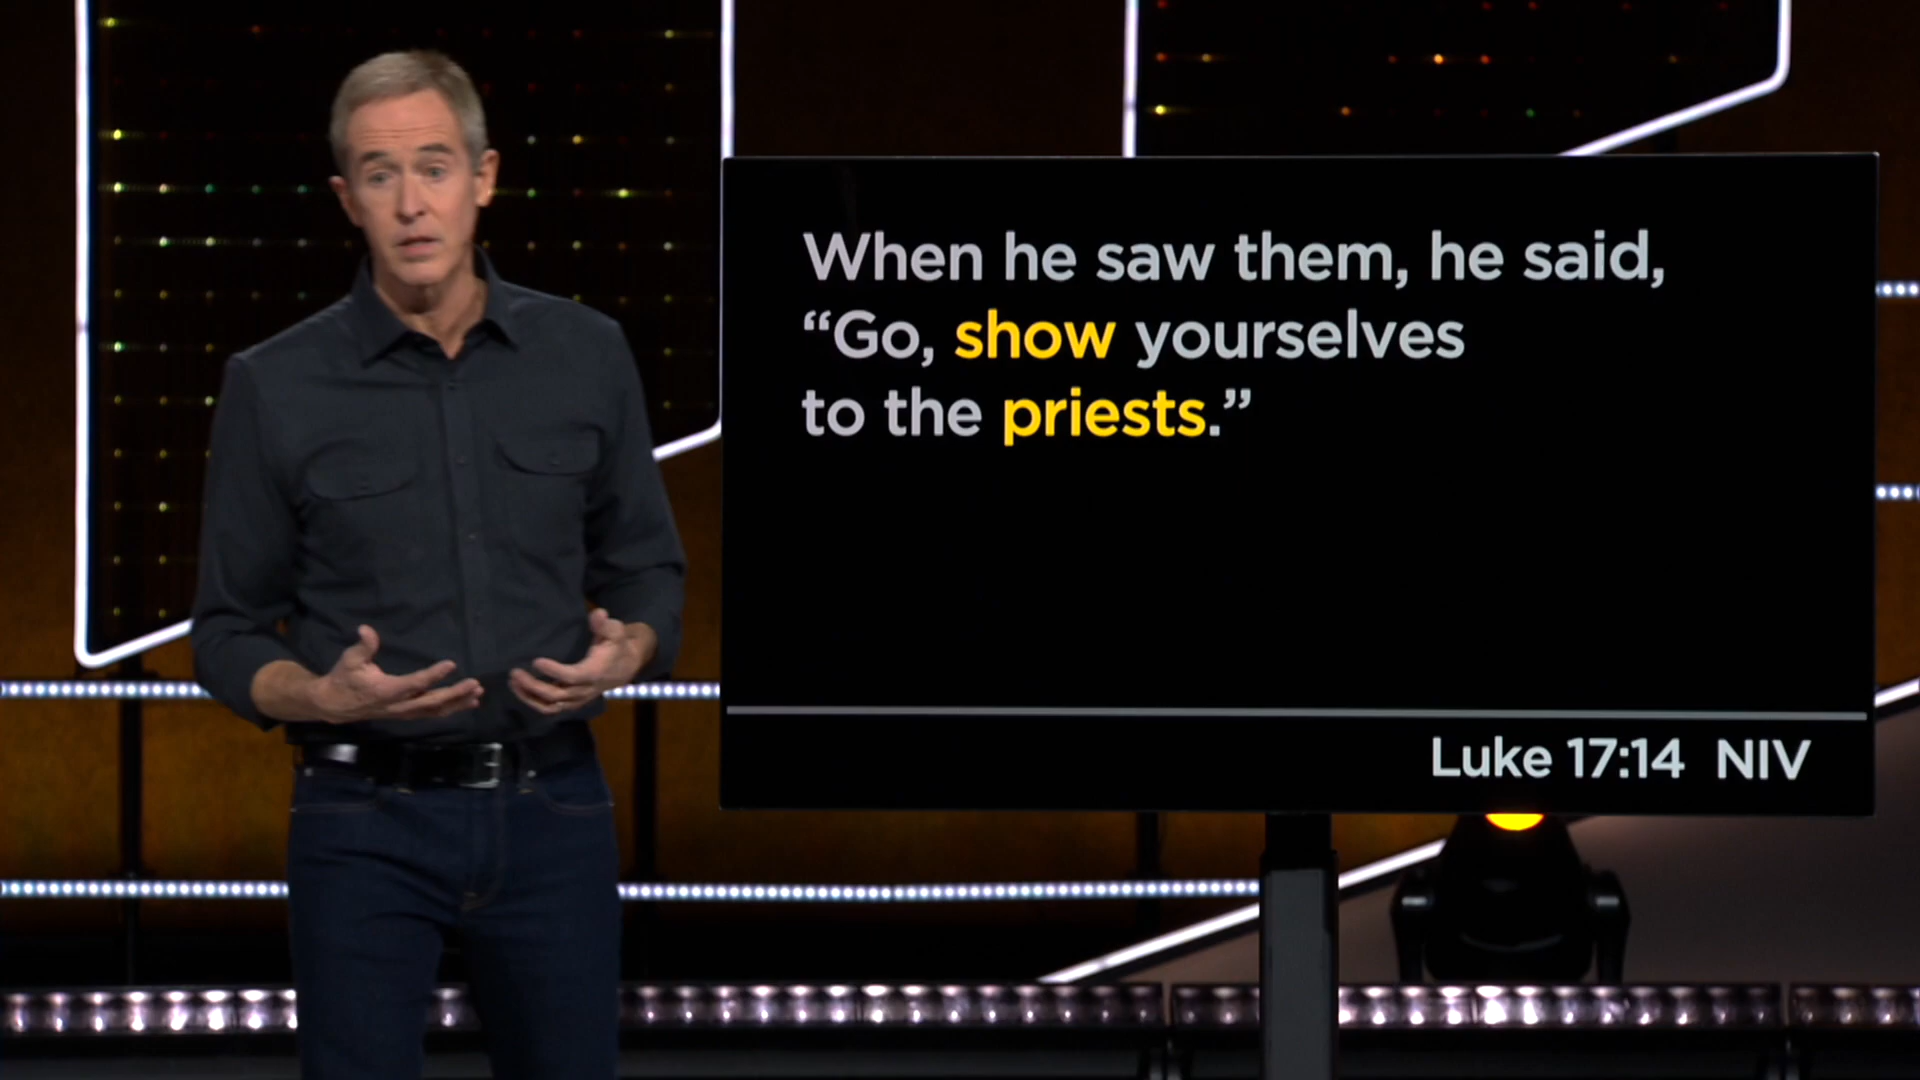 When he saw them, he said,
“Go, show yourselves
to the priests.”
Luke 17:14 NIV